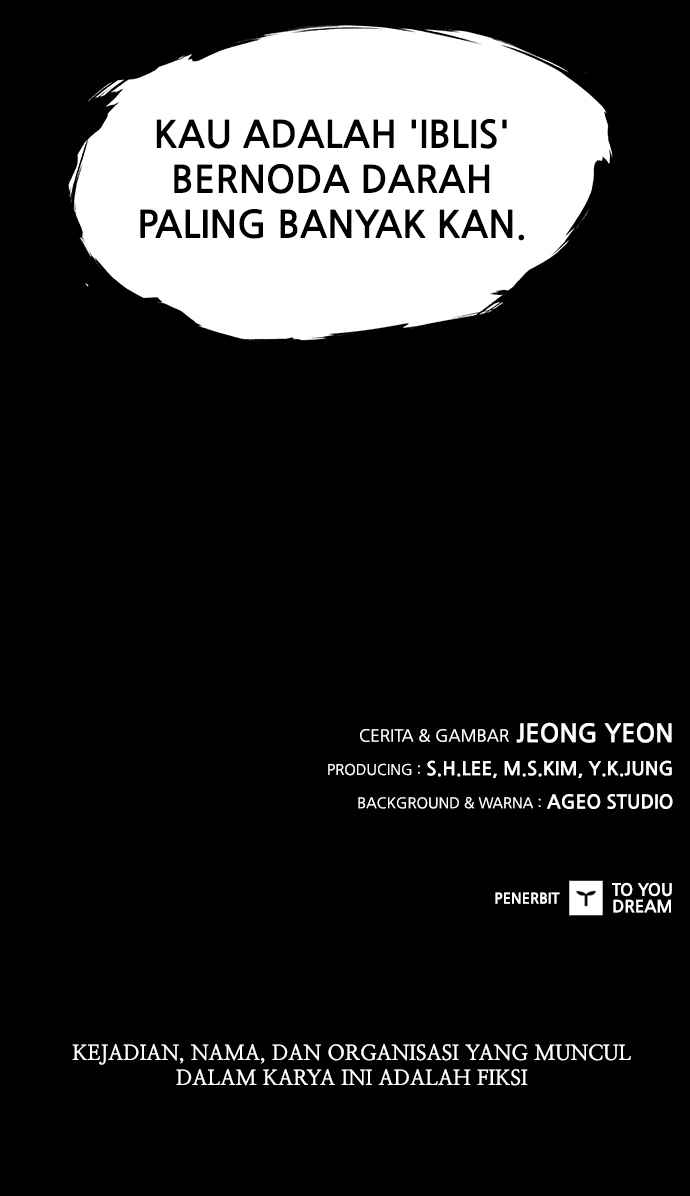 KAU ADALAH 'IBLIS'
BERNODA DARAH
PALING BANYAK KAN.
CERITA & GAMBAR JEONG YEON
PRODUCING : S.H.LEE, M.S.KIM, Y.K.JUNG
BACKGROUND & WARNA : AGEO STUDIO
PENERBIT TO YOU
DREAM
KEJADIAN, NAMA, DAN ORGANISASI YANG MUNCUL
DALAM KARYA INI ADALAH FIKSI